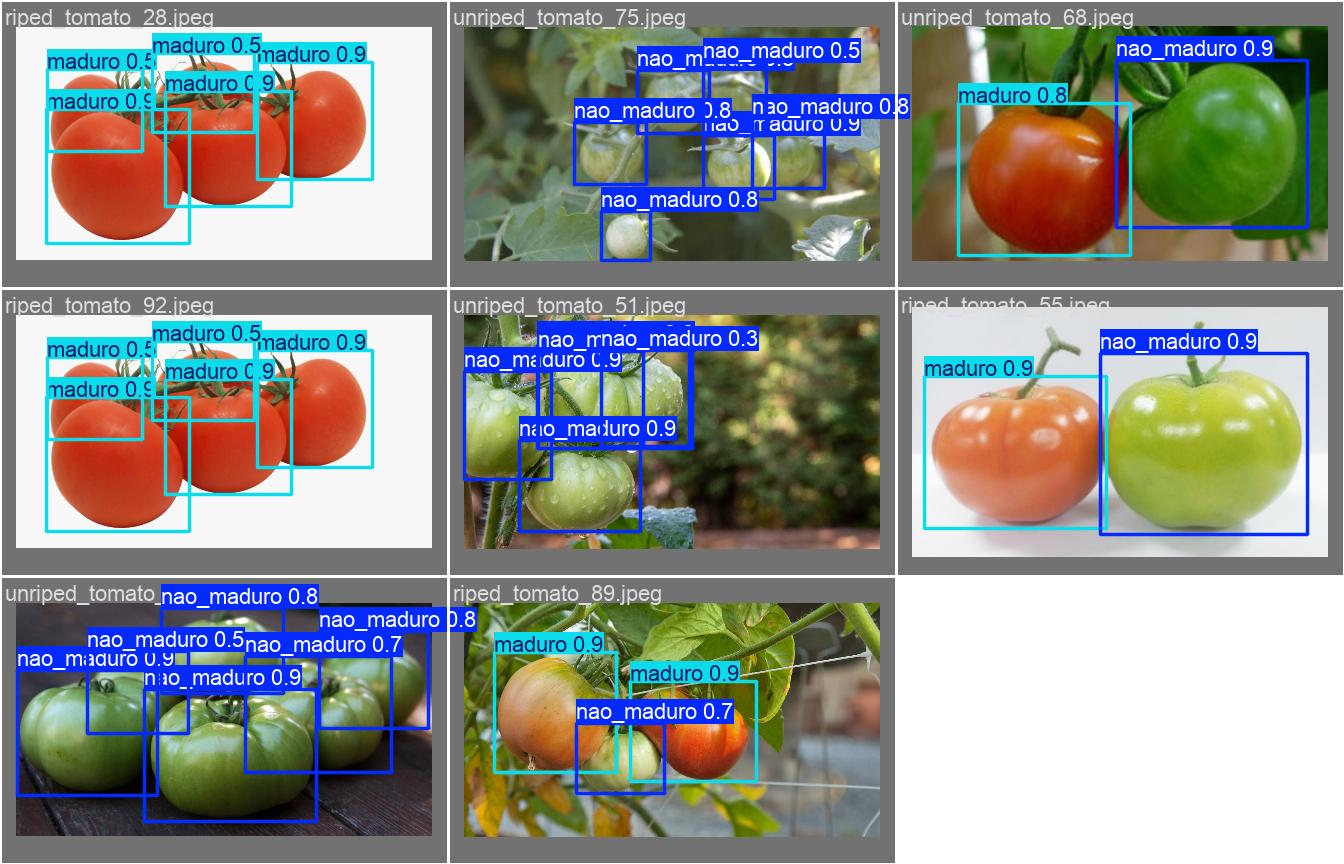 riped_tomato_28.jpeg
maduro 0.5
maduro 0.5
maduro 0.9
maduro 0.9
maduro 0.9
unriped_tomato_75.jpeg
nao_maduro 0.5
nao_maduro 0.8
nao_maduro 0.8
nao_maduro 0.9
nao_maduro 0.8
unriped_tomato_68.jpeg
nao_maduro 0.9
maduro 0.8
riped_tomato_92.jpeg
maduro 0.5
maduro 0.5
maduro 0.9
maduro 0.9
maduro 0.9
unriped_tomato_51.jpeg
nao_maduro 0.3
nao_maduro 0.9
nao_maduro 0.9
riped_tomato_55.jpeg
nao_maduro 0.9
maduro 0.9
unriped_tomato_
nao_maduro 0.8
nao_maduro 0.8
nao_maduro 0.5
nao_maduro 0.7
nao_maduro 0.9
nao_maduro 0.9
riped_tomato_89.jpeg
maduro 0.9
maduro 0.9
nao_maduro 0.7